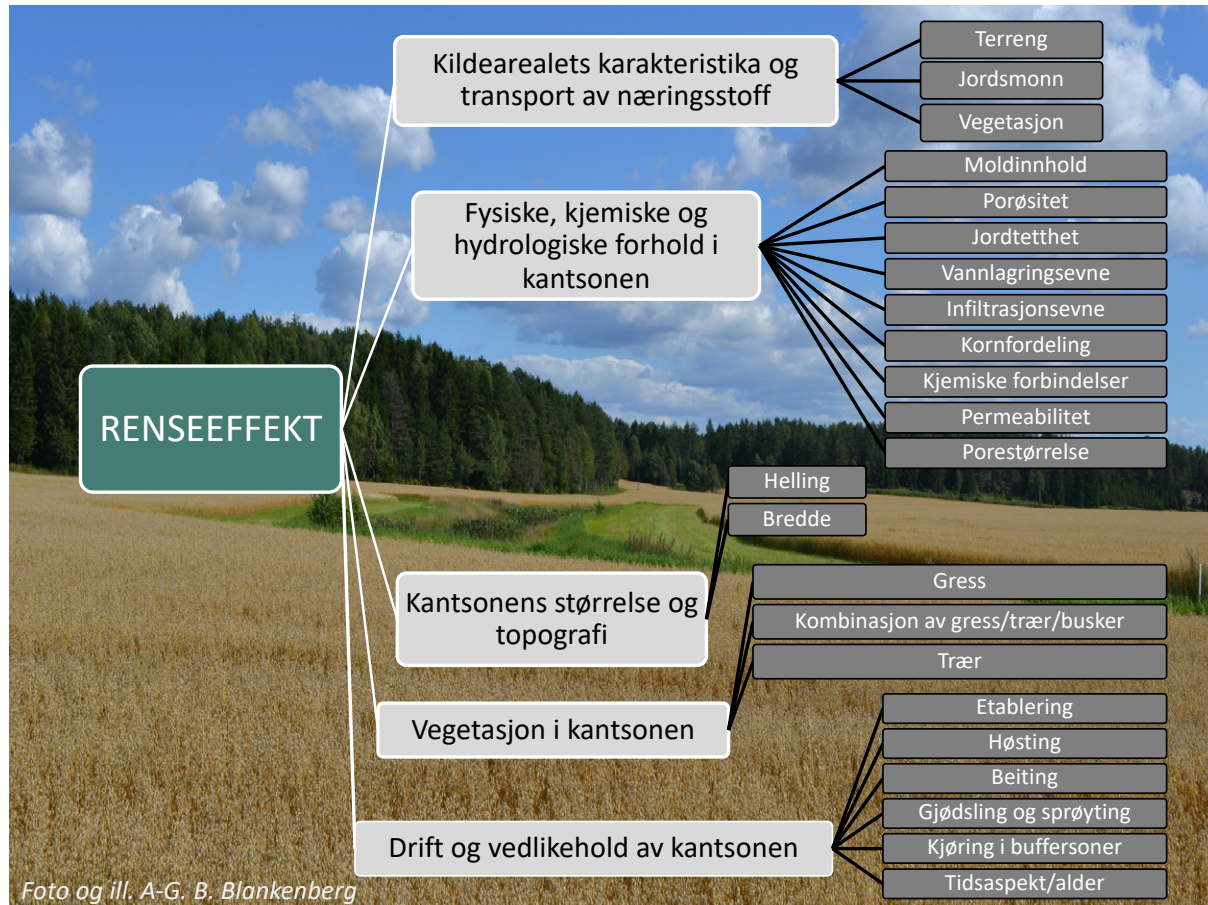 Kildearealets karakteristika og
transport av næringsstoff
Terreng
Jordsmonn
Vegetasjon
Fysiske, kjemiske og
hydrologiske forhold i
kantsonen
Moldinnhold
Porøsitet
Jordtetthet
Vannlagringsevne
Infiltrasjonsevne
Kornfordeling
Kjemiske forbindelser
Permeabilitet
Porestørrelse
RENSEEFFEKT
Kantsonens størrelse og
topografi
Helling
Bredde
Vegetasjon i kantsonen
Gress
Kombinasjon av gress/trær/busker
Trær
Drift og vedlikehold av kantsonen
Etablering
Høsting
Beiting
Gjødsling og sprøyting
Kjøring i buffersoner
Tidsaspekt/alder
Foto og ill. A-G. B. Blankenberg